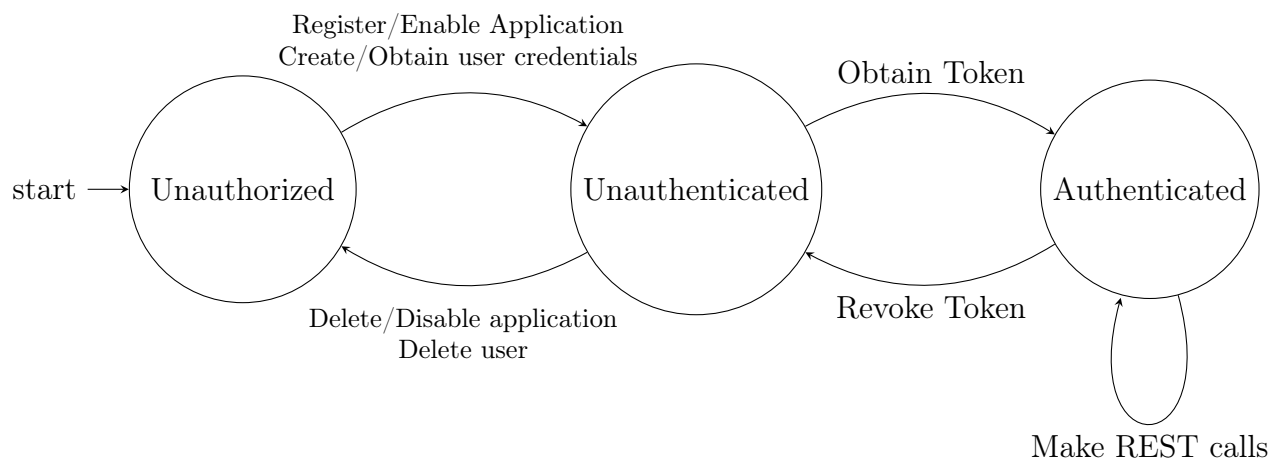 Register/Enable Application
Create/Obtain user credentials
Obtain Token
start
Unauthorized
Unauthenticated
Authenticated
Delete/Disable application
Delete user
Revoke Token
Make REST calls